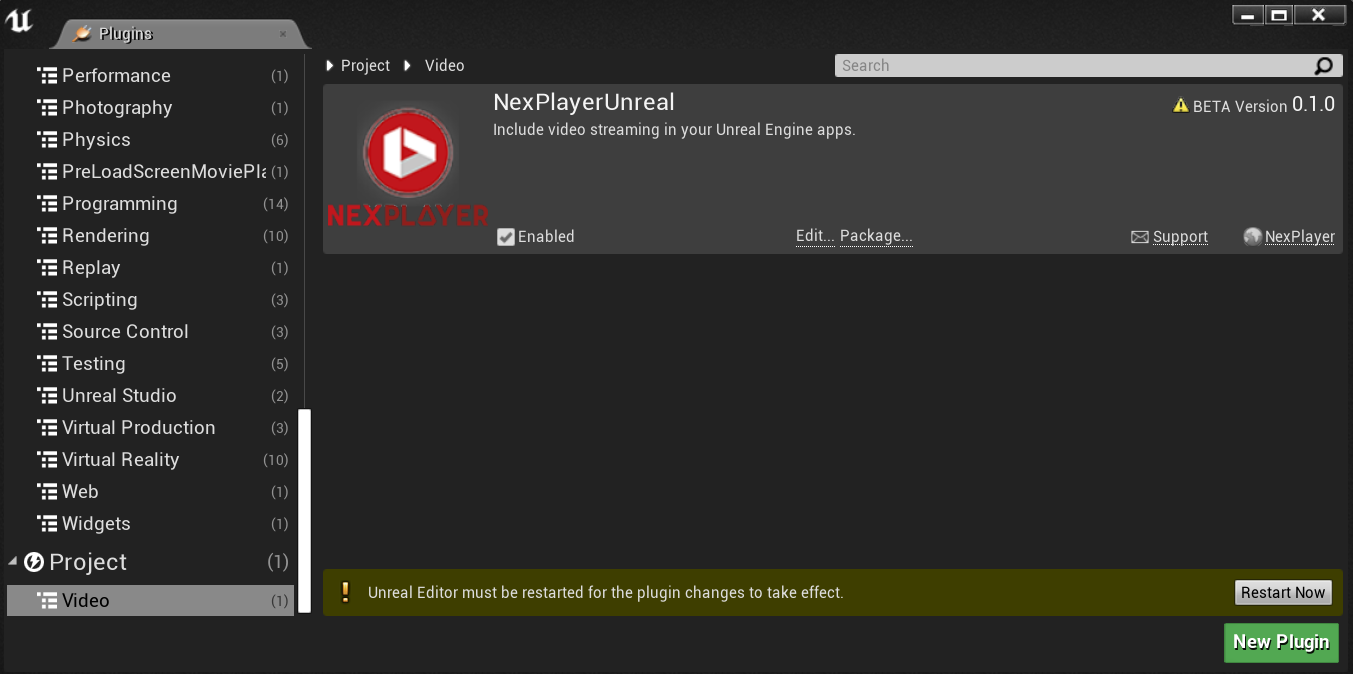 Plugins
Performance (1)
Photography (1)
Physics (6)
PreLoadScreenMoviePla (1)
Programming (14)
Rendering (10)
Replay (1)
Scripting (3)
Source Control (3)
Testing (5)
Unreal Studio (2)
Virtual Production (3)
Virtual Reality (10)
Web (1)
Widgets (1)
Project (1)
Video (1)
Project Video
Search
NexPlayerUnreal
BETA Version 0.1.0
Include video streaming in your Unreal Engine apps.
NEXPLAYER
Enabled
Edit... Package...
Support
NexPlayer
Unreal Editor must be restarted for the plugin changes to take effect.
Restart Now
New Plugin